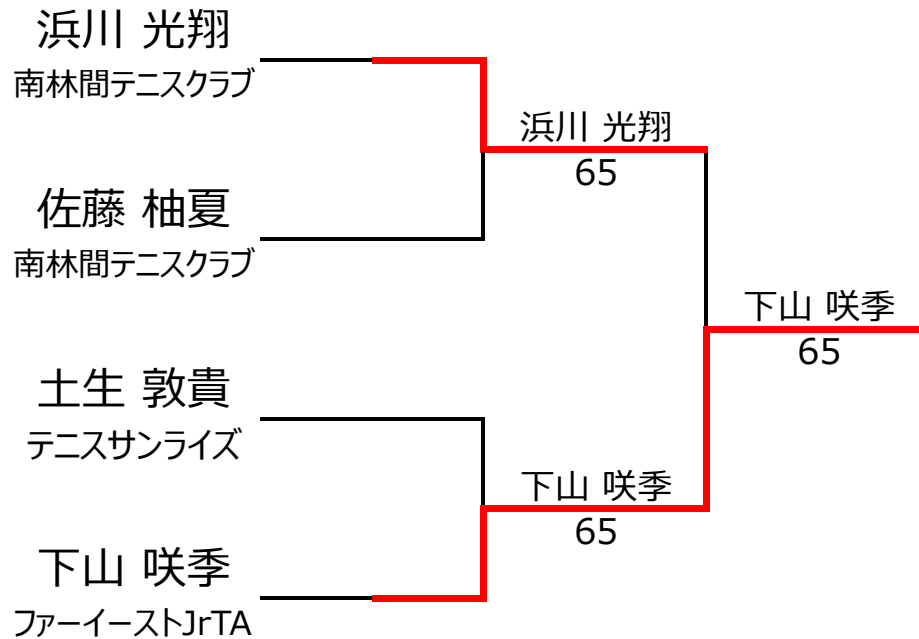 浜川 光翔
南林間テニスクラブ
浜川 光翔
65
佐藤 柚夏
南林間テニスクラブ
下山 咲季
65
土生 敦貴
テニスサンライズ
下山 咲季
65
下山 咲季
ファーイーストJrTA